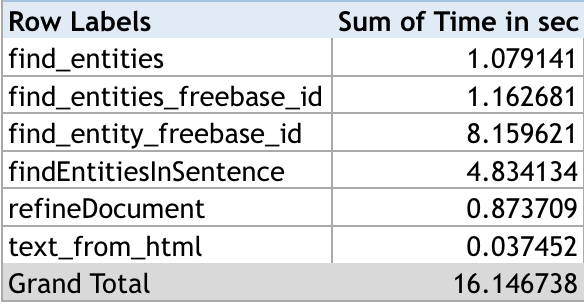 Row Labels Sum of Time in sec
find_entities 1.079141
find_entities_freebase_id 1.162681
find_entity_freebase_id 8.159621
findEntitiesInSentence 4.834134
refineDocument 0.873709
text_from_html 0.037452
Grand Total 16.146738